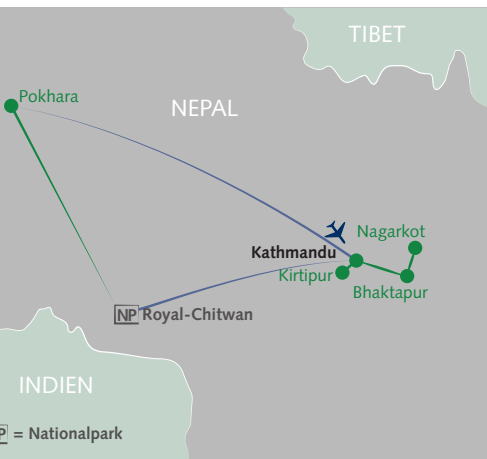 TIBET
Pokhara
NEPAL
Nagarkot
Kathmandu
Kirtipur
Bhaktapur
NP Royal-Chitwan
INDIEN
P = Nationalpark